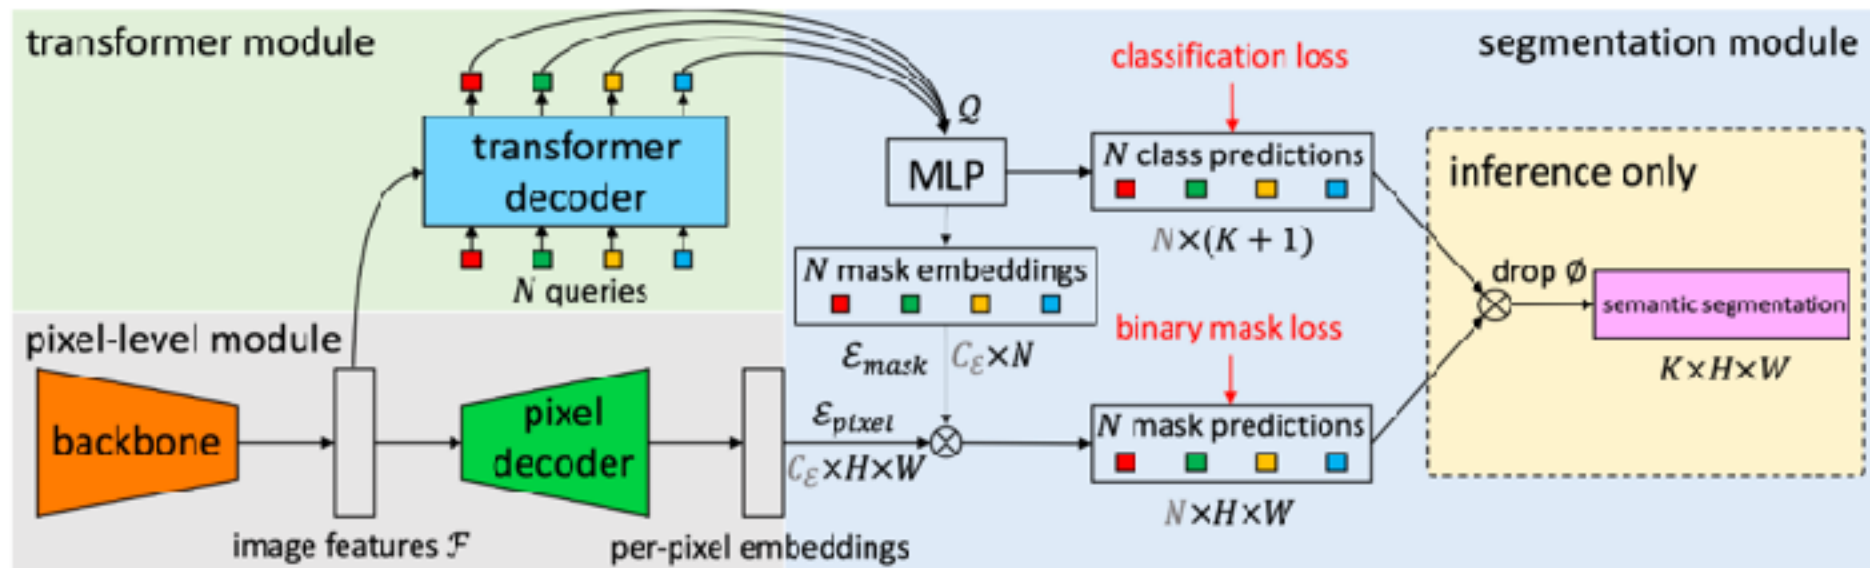 transformer module
transformer
decoder
N queries
pixel-level module
backbone
image features ℱ
pixel
decoder
per-pixel embeddings
segmentation module
Q
MLP
N mask embeddings
ℰmask
Cℰ×N
ℰpixel
Cℰ×H×W
classification loss
N class predictions
N×(K + 1)
binary mask loss
N mask predictions
N×H×W
inference only
drop ∅
semantic segmentation
K×H×W